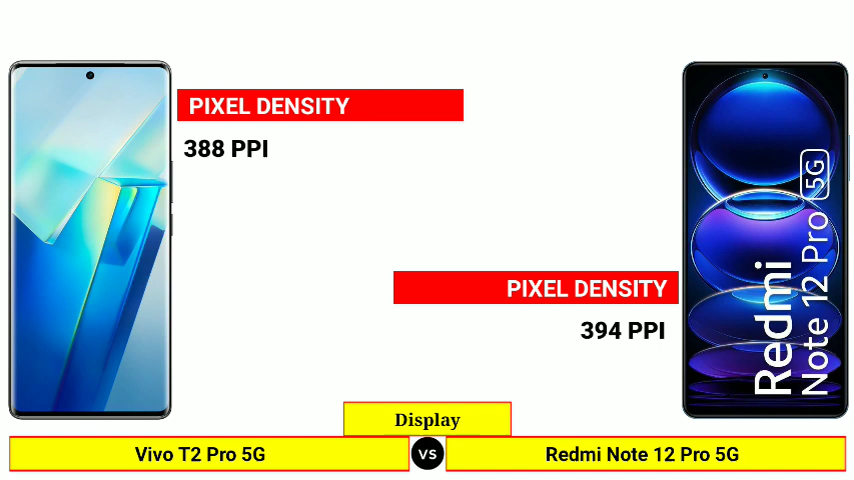 PIXEL DENSITY
388 PPI
PIXEL DENSITY
394 PPI
Redmi
Note 12 Pro 5G
Display
Vivo T2 Pro 5G
VS
Redmi Note 12 Pro 5G